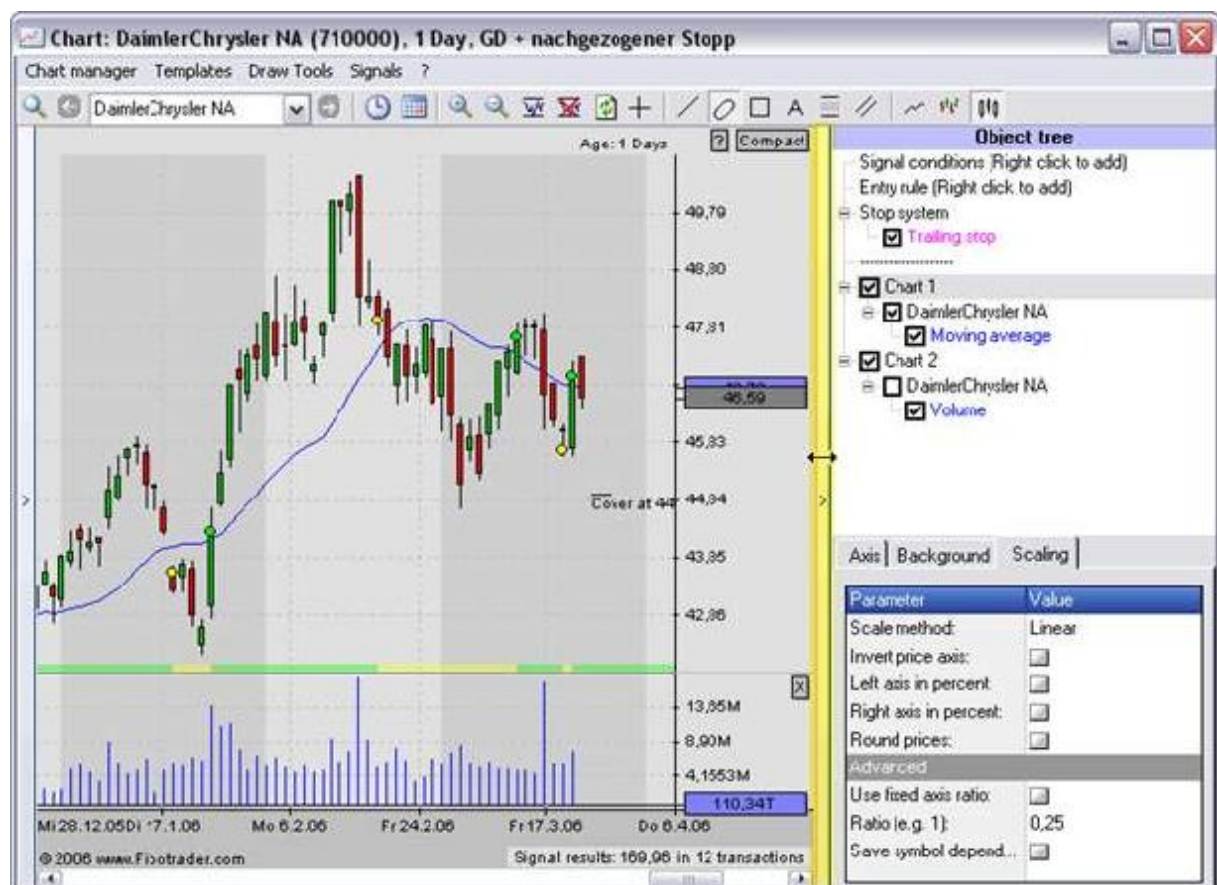 Chart: DaimlerChrysler NA (710000), 1 Day, GD + nachgezogener Stopp
Chart manager Templates Draw Tools Signals ?
DaimlerChrysler NA A
Age: 1 Days ? Compact
49,79
48,80
47,81
46,59
45,83
Cover at 44,94
43,85
42,86
X
13,65M
8,90M
4,1553M
110,34T
Mi28.12.05Di 17.1.06 Mo 6.2.06 Fr 24.2.06 Fr 17.3.06 Do 6.4.06
© 2006 www.Fibotrader.com Signal results: 169,96 in 12 transactions
Object tree
Signal conditions (Right click to add)
Entry rule (Right click to add)
Stop system
Trailing stop
Chart 1
DaimlerChrysler NA
Moving average
Chart 2
DaimlerChrysler NA
Volume
Axis Background Scaling
Parameter Value
Scale method: Linear
Invert price axis:
Left axis in percent
Right axis in percent:
Round prices:
Advanced
Use fixed axis ratio:
Ratio (e.g. 1): 0,25
Save symbol depend...